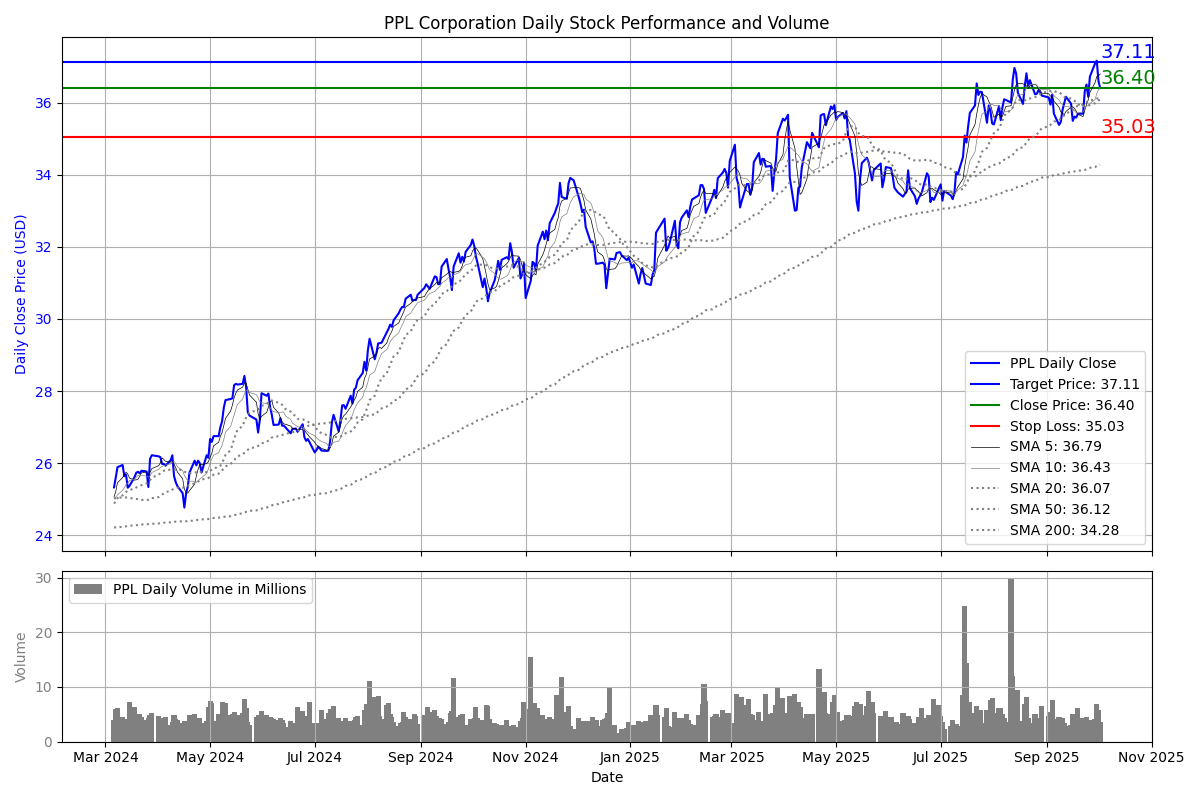 PPL Corporation Daily Stock Performance and Volume
37.11
36.40
35.03
36
34
32
30
28
26
24
Daily Close Price (USD)
PPL Daily Close
Target Price: 37.11
Close Price: 36.40
Stop Loss: 35.03
SMA 5: 36.79
SMA 10: 36.43
SMA 20: 36.07
SMA 50: 36.12
SMA 200: 34.28
30
20
10
0
Volume
PPL Daily Volume in Millions
Mar 2024
May 2024
Jul 2024
Sep 2024
Nov 2024
Jan 2025
Mar 2025
May 2025
Jul 2025
Sep 2025
Nov 2025
Date